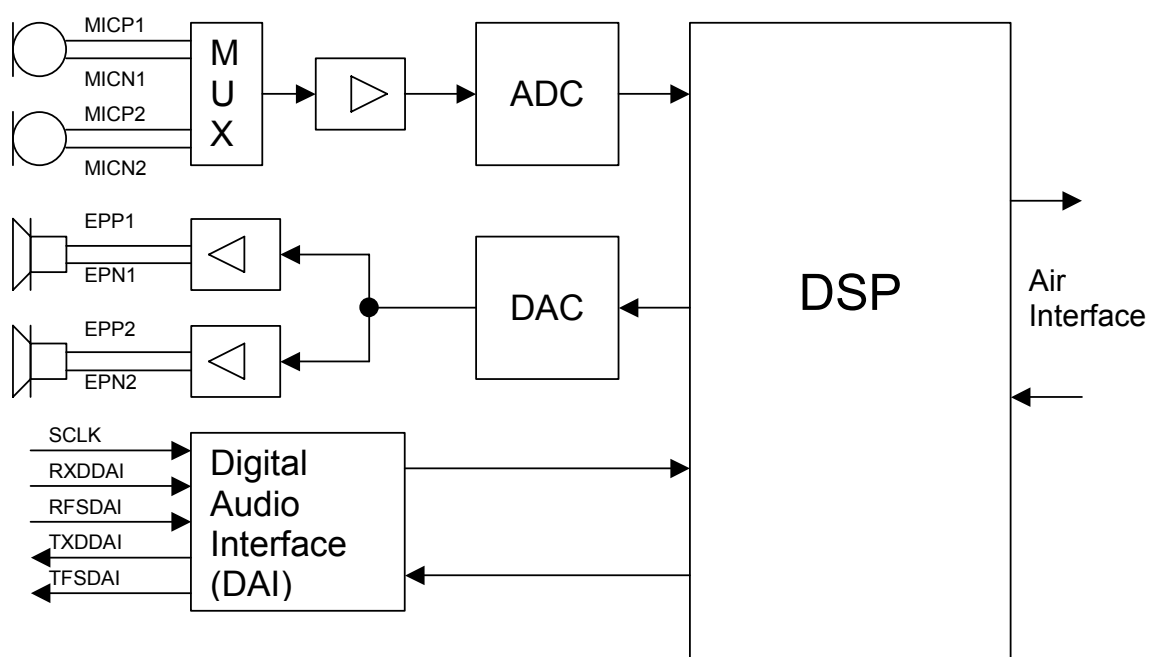 MICP1
MICN1
MICP2
MICN2
M
U
X
ADC
EPP1
EPN1
EPP2
EPN2
DAC
DSP
Air
Interface
SCLK
RXDDAI
RFSDAI
TXDDAI
TFSDAI
Digital
Audio
Interface
(DAI)